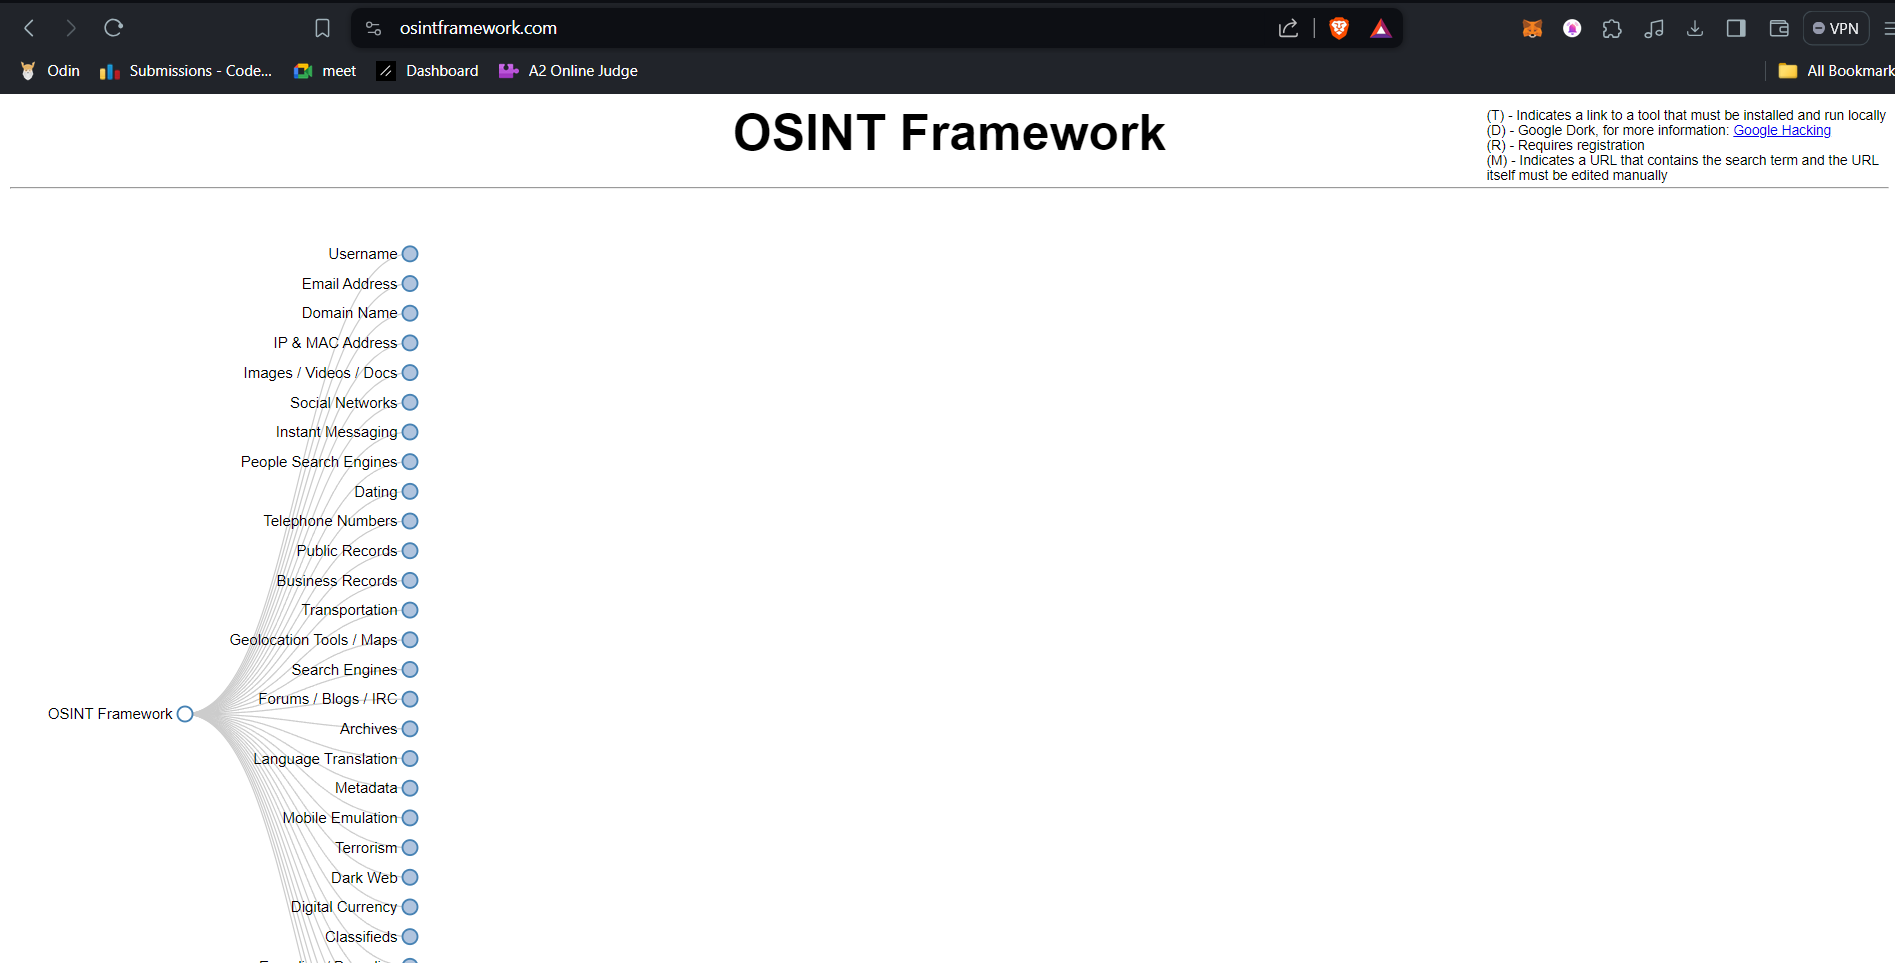 osintframework.com
VPN
Odin
Submissions - Code...
meet
Dashboard
A2 Online Judge
All Bookmark
OSINT Framework
(T) - Indicates a link to a tool that must be installed and run locally
(D) - Google Dork, for more information: Google Hacking
(R) - Requires registration
(M) - Indicates a URL that contains the search term and the URL
itself must be edited manually
Username
Email Address
Domain Name
IP & MAC Address
Images / Videos / Docs
Social Networks
Instant Messaging
People Search Engines
Dating
Telephone Numbers
Public Records
Business Records
Transportation
Geolocation Tools / Maps
Search Engines
Forums / Blogs / IRC
OSINT Framework
Archives
Language Translation
Metadata
Mobile Emulation
Terrorism
Dark Web
Digital Currency
Classifieds